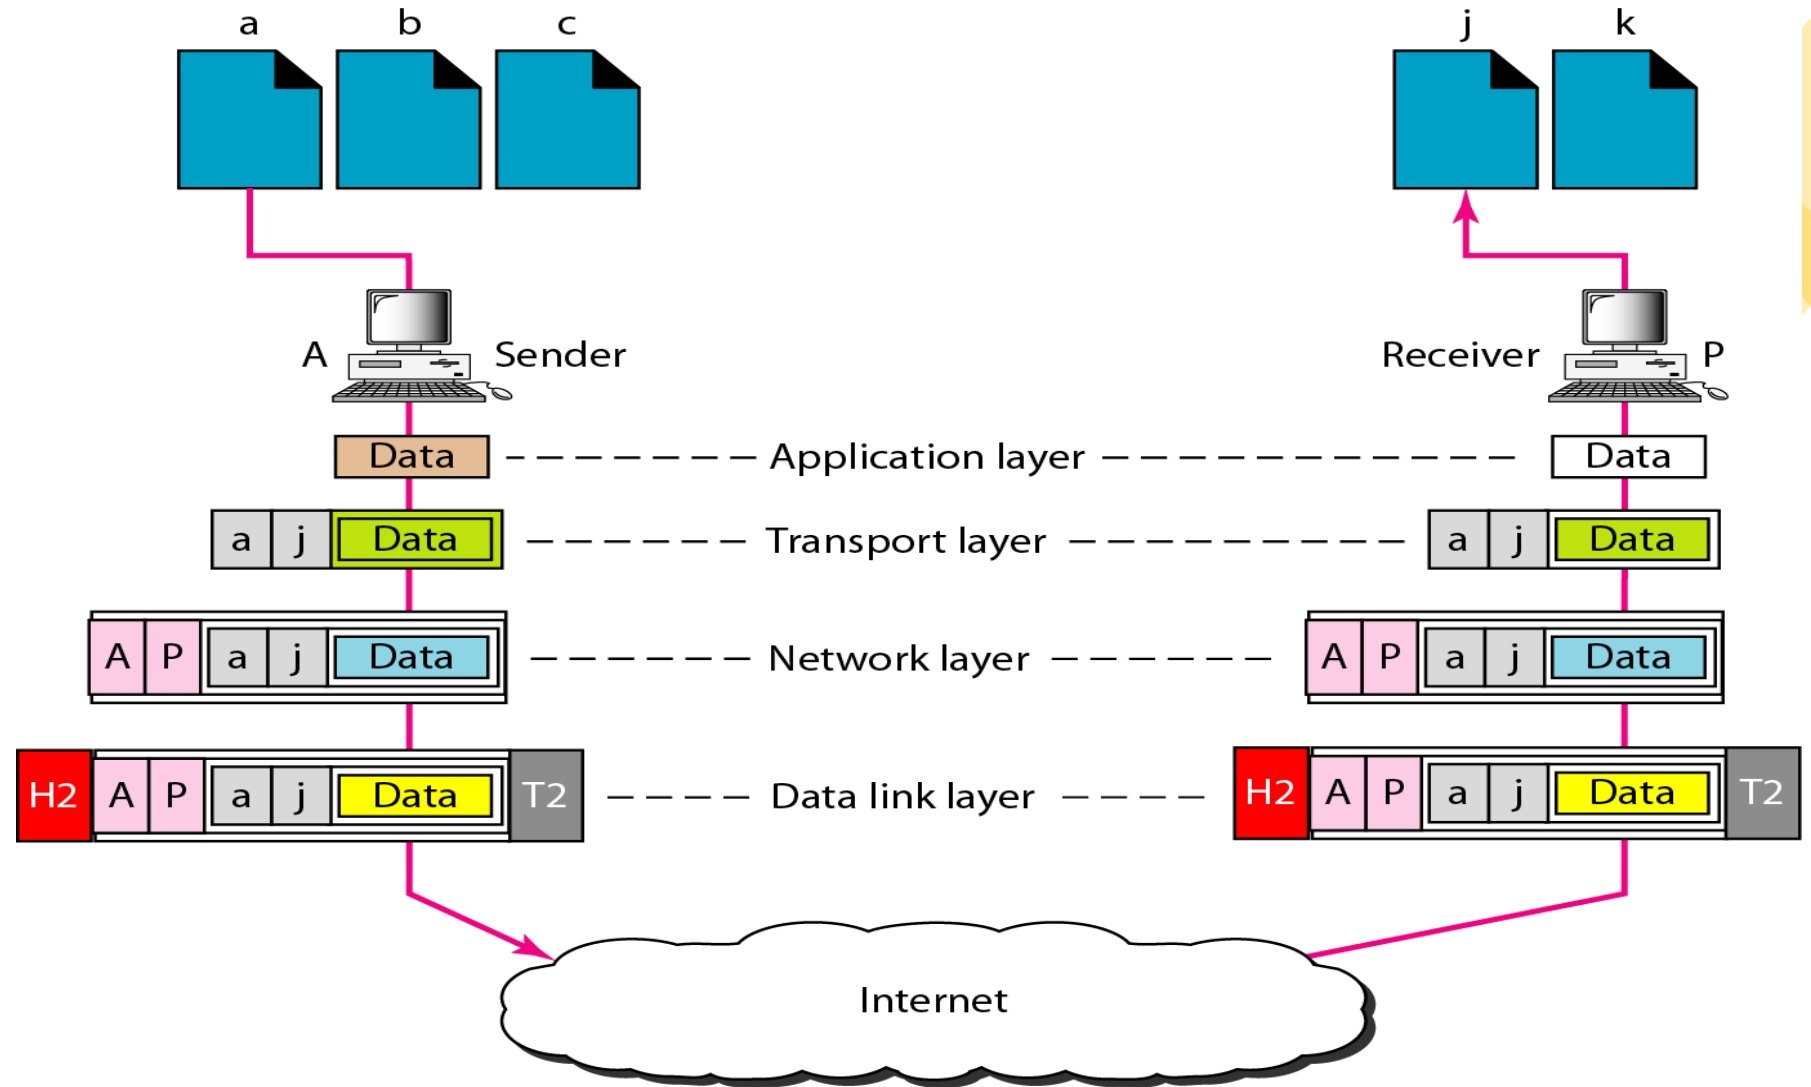 a b c j k
A Sender Receiver P
Data Application layer Data
a j Data Transport layer a j Data
A P a j Data Network layer A P a j Data
H2 A P a j Data T2 Data link layer H2 A P a j Data T2
Internet